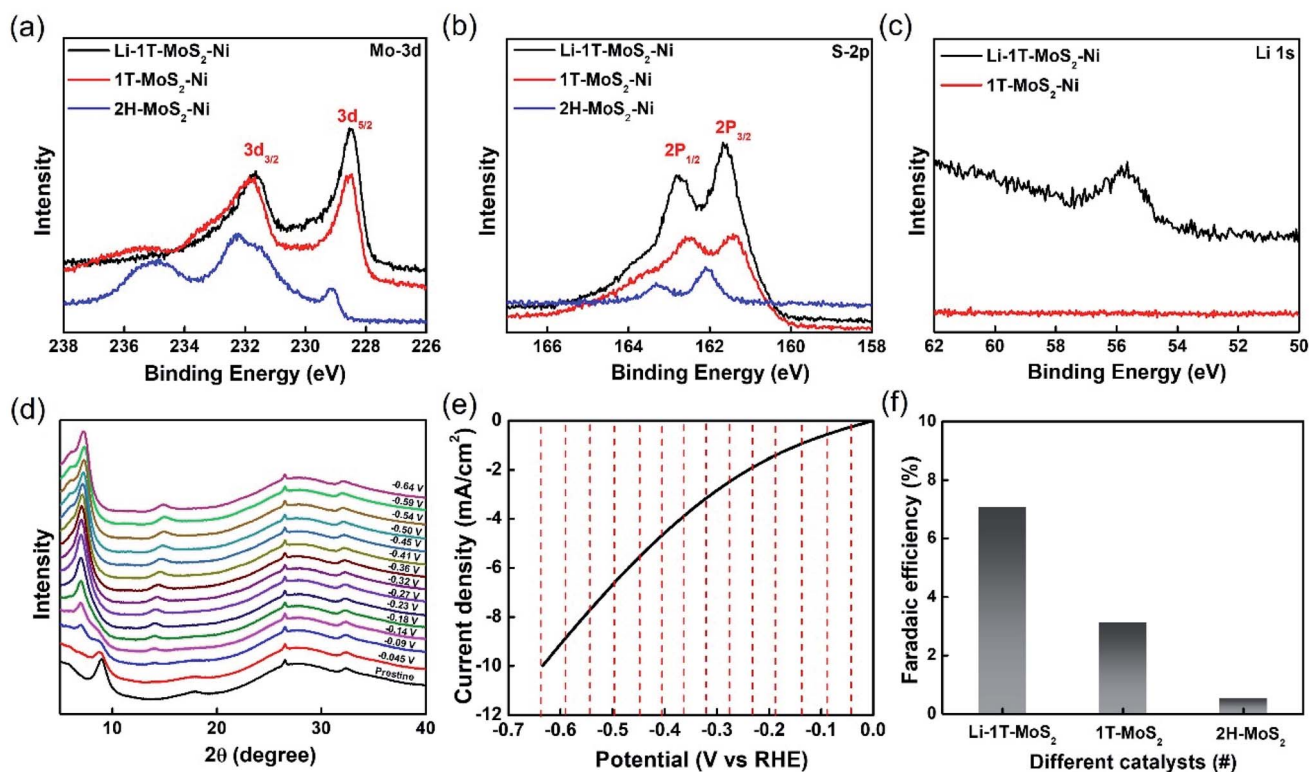 (a)
Mo-3d
Li-1T-MoS₂-Ni
1T-MoS₂-Ni
2H-MoS₂-Ni
3d₃/₂
3d₅/₂
Intensity
238 236 234 232 230 228 226
Binding Energy (eV)
(b)
S-2p
Li-1T-MoS₂-Ni
1T-MoS₂-Ni
2H-MoS₂-Ni
2P₁/₂
2P₃/₂
Intensity
166 164 162 160 158
Binding Energy (eV)
(c)
Li 1s
Li-1T-MoS₂-Ni
1T-MoS₂-Ni
Intensity
62 60 58 56 54 52 50
Binding Energy (eV)
(d)
-0.64 V
-0.59 V
-0.54 V
-0.50 V
-0.45 V
-0.41 V
-0.36 V
-0.32 V
-0.27 V
-0.23 V
-0.18 V
-0.14 V
-0.09 V
-0.045 V
Prestine
Intensity
10 20 30 40
2θ (degree)
(e)
0
-2
-4
-6
-8
-10
-12
Current density (mA/cm²)
-0.7 -0.6 -0.5 -0.4 -0.3 -0.2 -0.1 0.0
Potential (V vs RHE)
(f)
10
8
6
4
2
0
Faradaic efficiency (%)
Li-1T-MoS₂ 1T-MoS₂ 2H-MoS₂
Different catalysts (#)